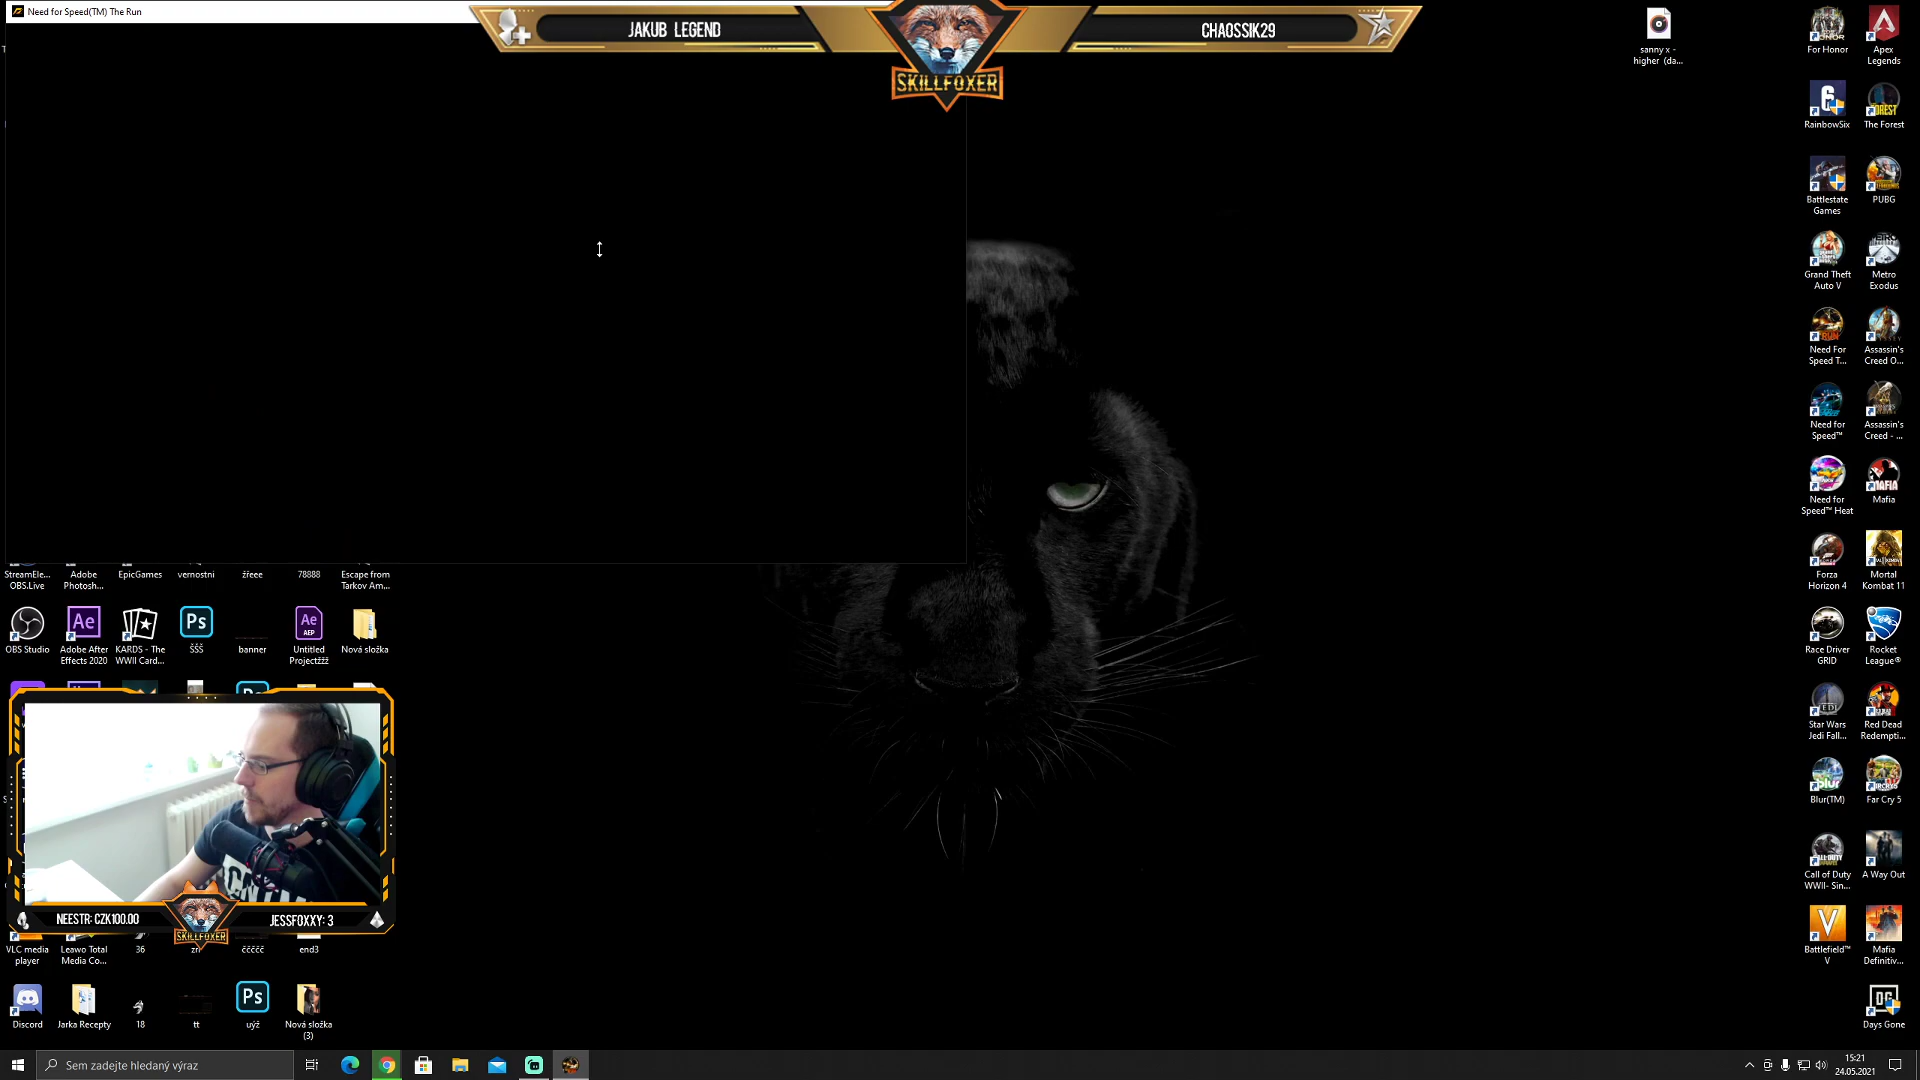 Need for Speed(TM) The Run
JAKUB LEGEND
CHAOSSIK29
SKILLFOXER
sanny x -
higher (da...
For Honor
Apex
Legends
RainbowSix
The Forest
Battlestate
Games
PUBG
Grand Theft
Auto V
Metro
Exodus
Need For
Speed T...
Assassin's
Creed O...
Need for
Speed™
Assassin's
Creed - ...
Need for
Speed™ Heat
Mafia
Forza
Horizon 4
Mortal
Kombat 11
Race Driver
GRID
Rocket
League®
Star Wars
Jedi Fall...
Red Dead
Redempti...
Blur(TM)
Far Cry 5
Call of Duty
WWII- Sin...
A Way Out
Battlefield™
V
Mafia
Definitiv...
Days Gone
StreamEle...
OBS.Live
Adobe
Photosh...
EpicGames
vernostni
žřeee
78888
Escape from
Tarkov Am...
OBS Studio
Adobe After
Effects 2020
KARDS - The
WWII Card...
ŠŠŠ
banner
Untitled
Projectžžž
Nová složka
NEESTR: CZK100.00
JESSFOXXY: 3
SKILLFOXER
VLC media
player
Leawo Total
Media Co...
36
zri
ččččč
end3
Discord
Jarka Recepty
18
tt
uýž
Nová složka
(3)
Sem zadejte hledaný výraz
15:21
24.05.2021